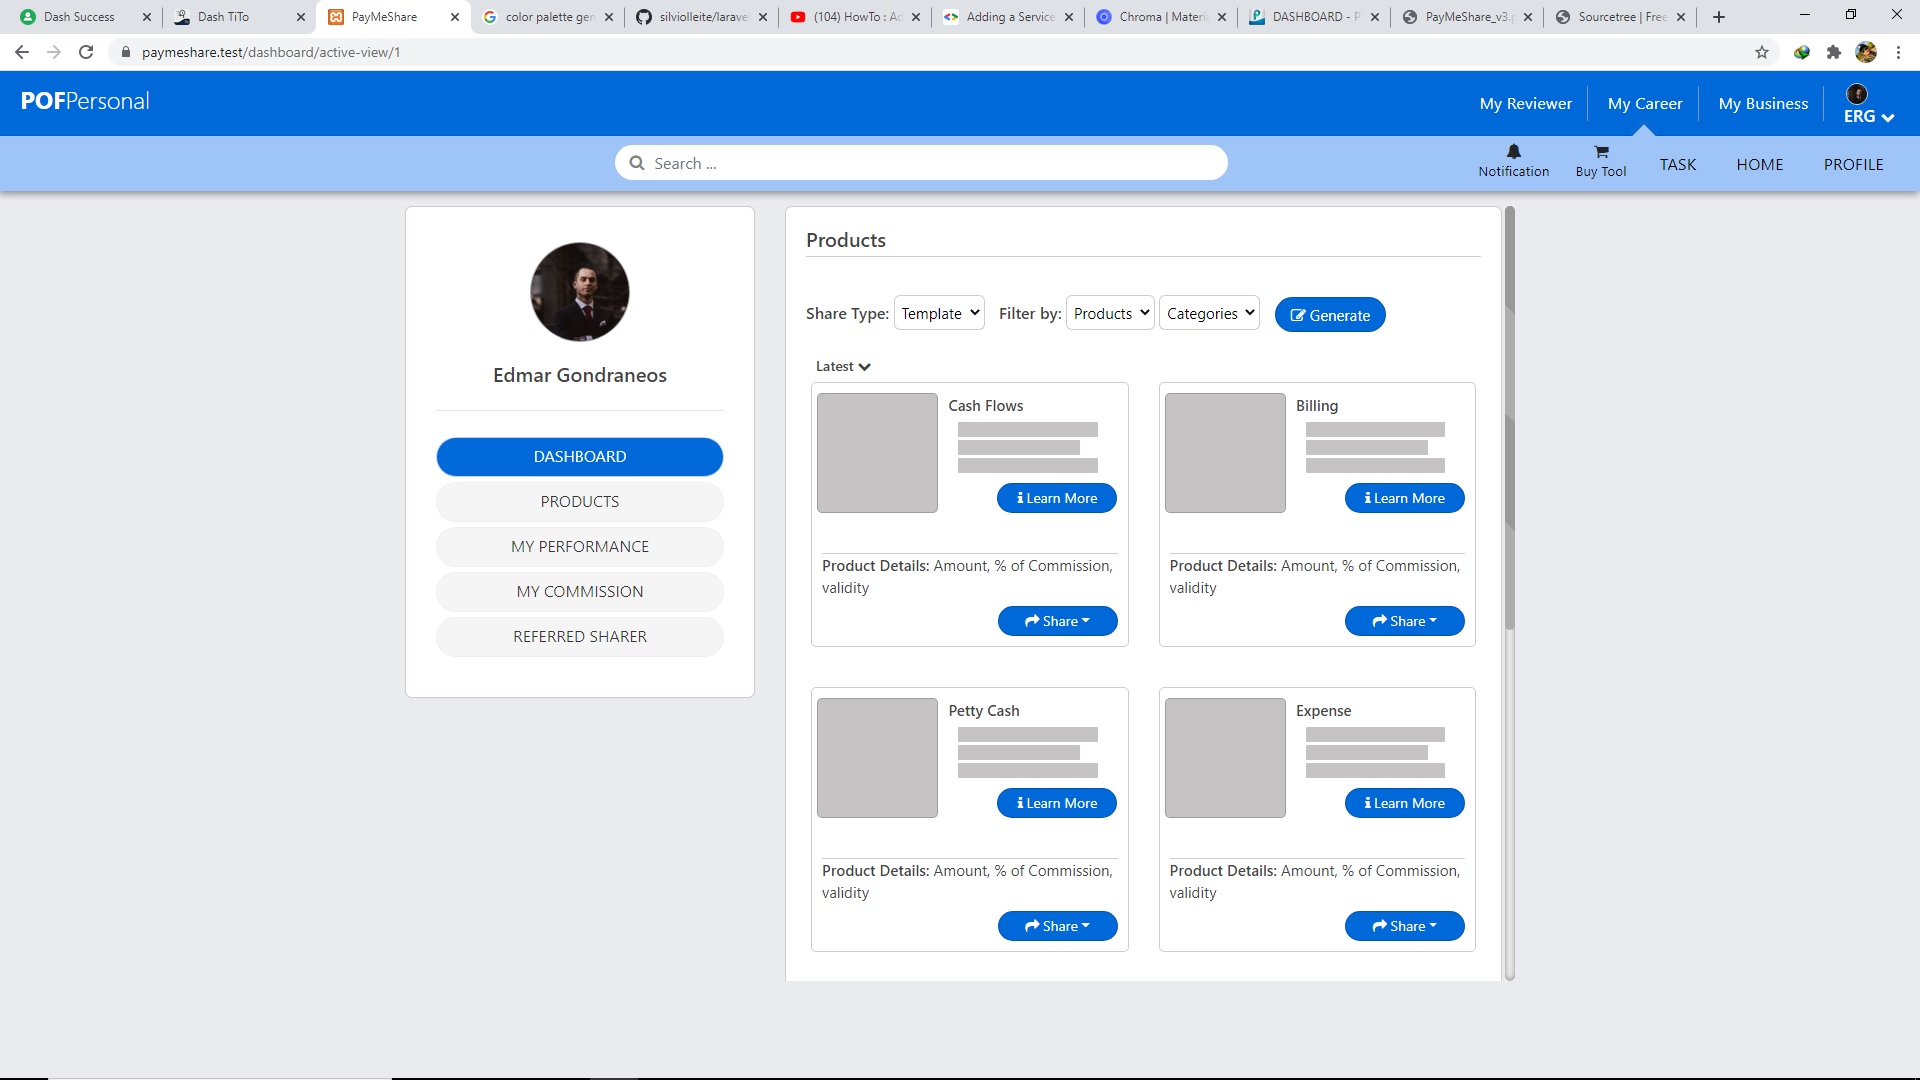 Dash Success
Dash TiTo
PayMeShare
color palette gen
silviolleite/larave
(104) HowTo : Ac
Adding a Service
Chroma | Materia
DASHBOARD - P
PayMeShare_v3.p
Sourcetree | Free
paymeshare.test/dashboard/active-view/1
POFPersonal
My Reviewer
My Career
My Business
ERG
Search ...
Notification
Buy Tool
TASK
HOME
PROFILE
Edmar Gondraneos
DASHBOARD
PRODUCTS
MY PERFORMANCE
MY COMMISSION
REFERRED SHARER
Products
Share Type: Template Filter by: Products Categories Generate
Latest
Cash Flows
Learn More
Product Details: Amount, % of Commission,
validity
Share
Billing
Learn More
Product Details: Amount, % of Commission,
validity
Share
Petty Cash
Learn More
Product Details: Amount, % of Commission,
validity
Share
Expense
Learn More
Product Details: Amount, % of Commission,
validity
Share